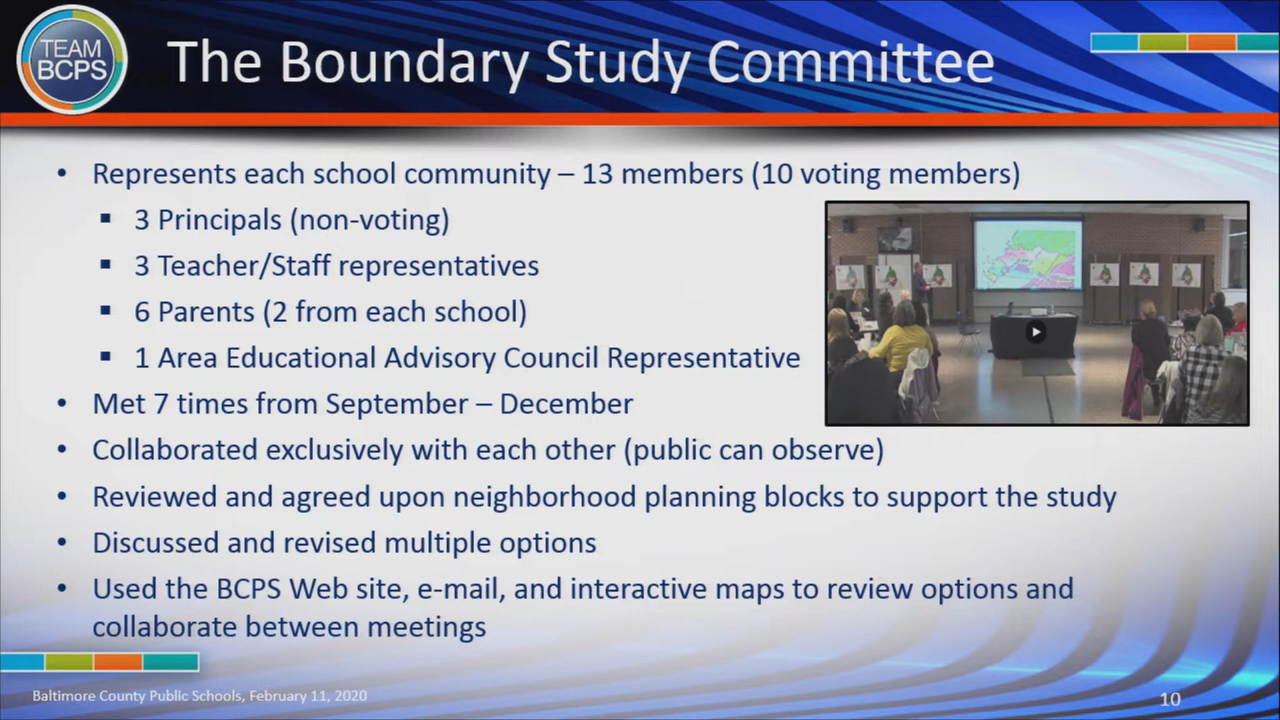 TEAM
BCPS
The Boundary Study Committee
• Represents each school community – 13 members (10 voting members)
▪ 3 Principals (non-voting)
▪ 3 Teacher/Staff representatives
▪ 6 Parents (2 from each school)
▪ 1 Area Educational Advisory Council Representative
• Met 7 times from September – December
• Collaborated exclusively with each other (public can observe)
• Reviewed and agreed upon neighborhood planning blocks to support the study
• Discussed and revised multiple options
• Used the BCPS Web site, e-mail, and interactive maps to review options and
collaborate between meetings
Baltimore County Public Schools, February 11, 2020
10